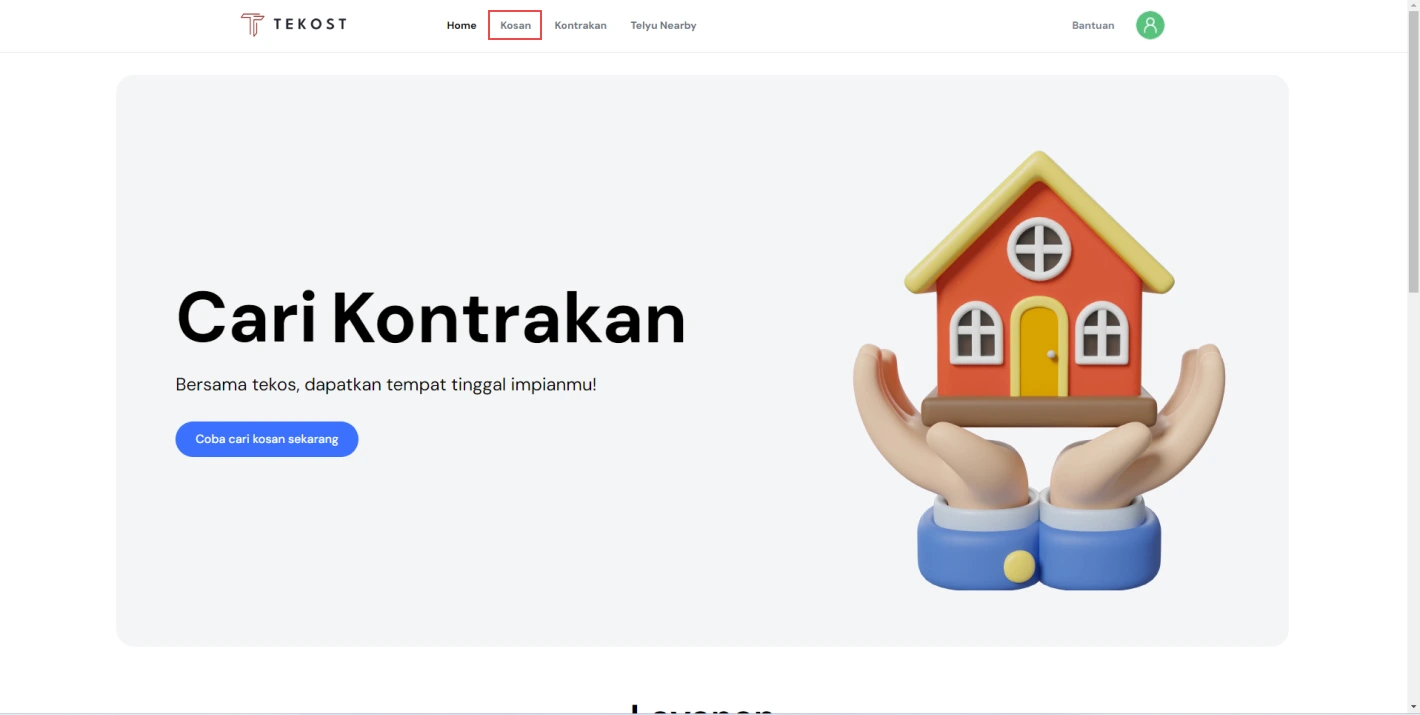 TEKOST
Home Kosan Kontrakan Telyu Nearby
Bantuan
Cari Kontrakan
Bersama tekos, dapatkan tempat tinggal impianmu!
Coba cari kosan sekarang